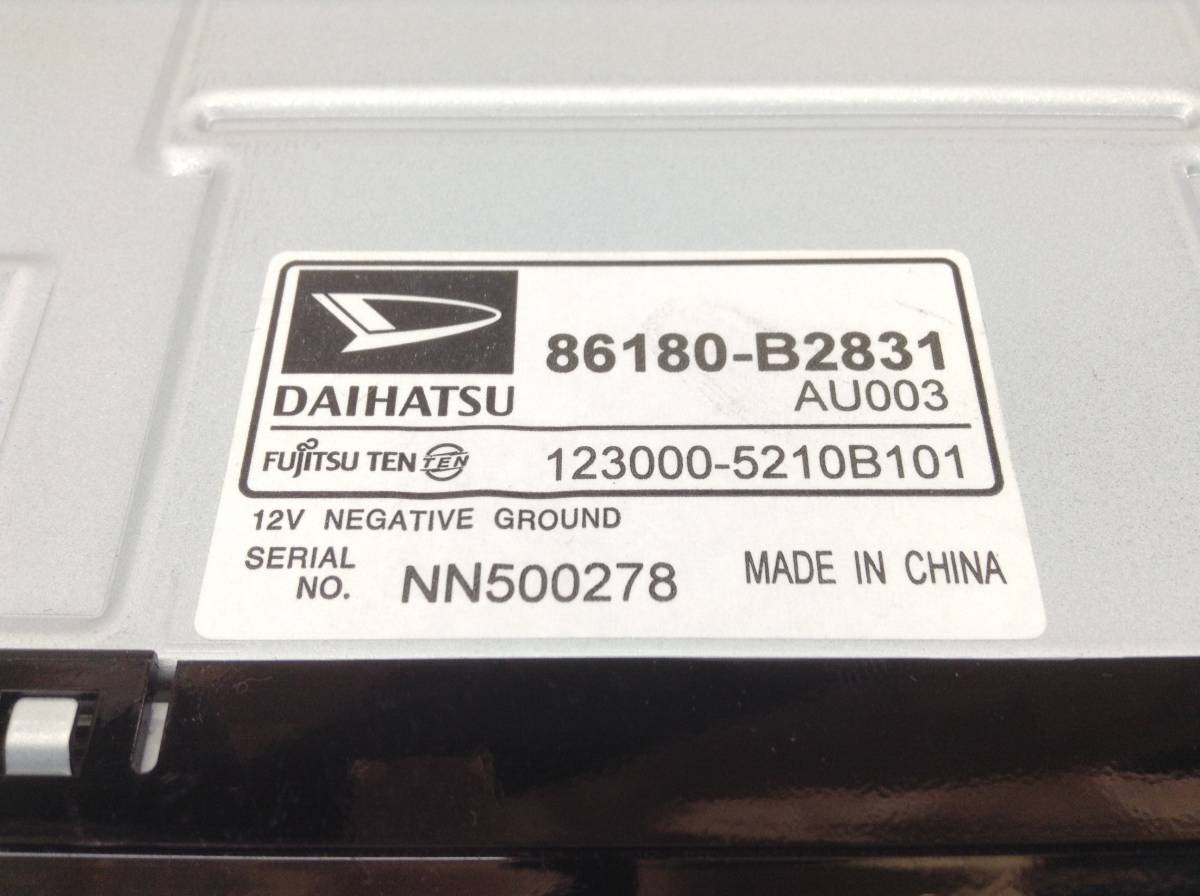 86180-B2831
DAIHATSU AU003
FUJITSU TEN TEN 123000-5210B101
12V NEGATIVE GROUND
SERIAL NO. NN500278 MADE IN CHINA